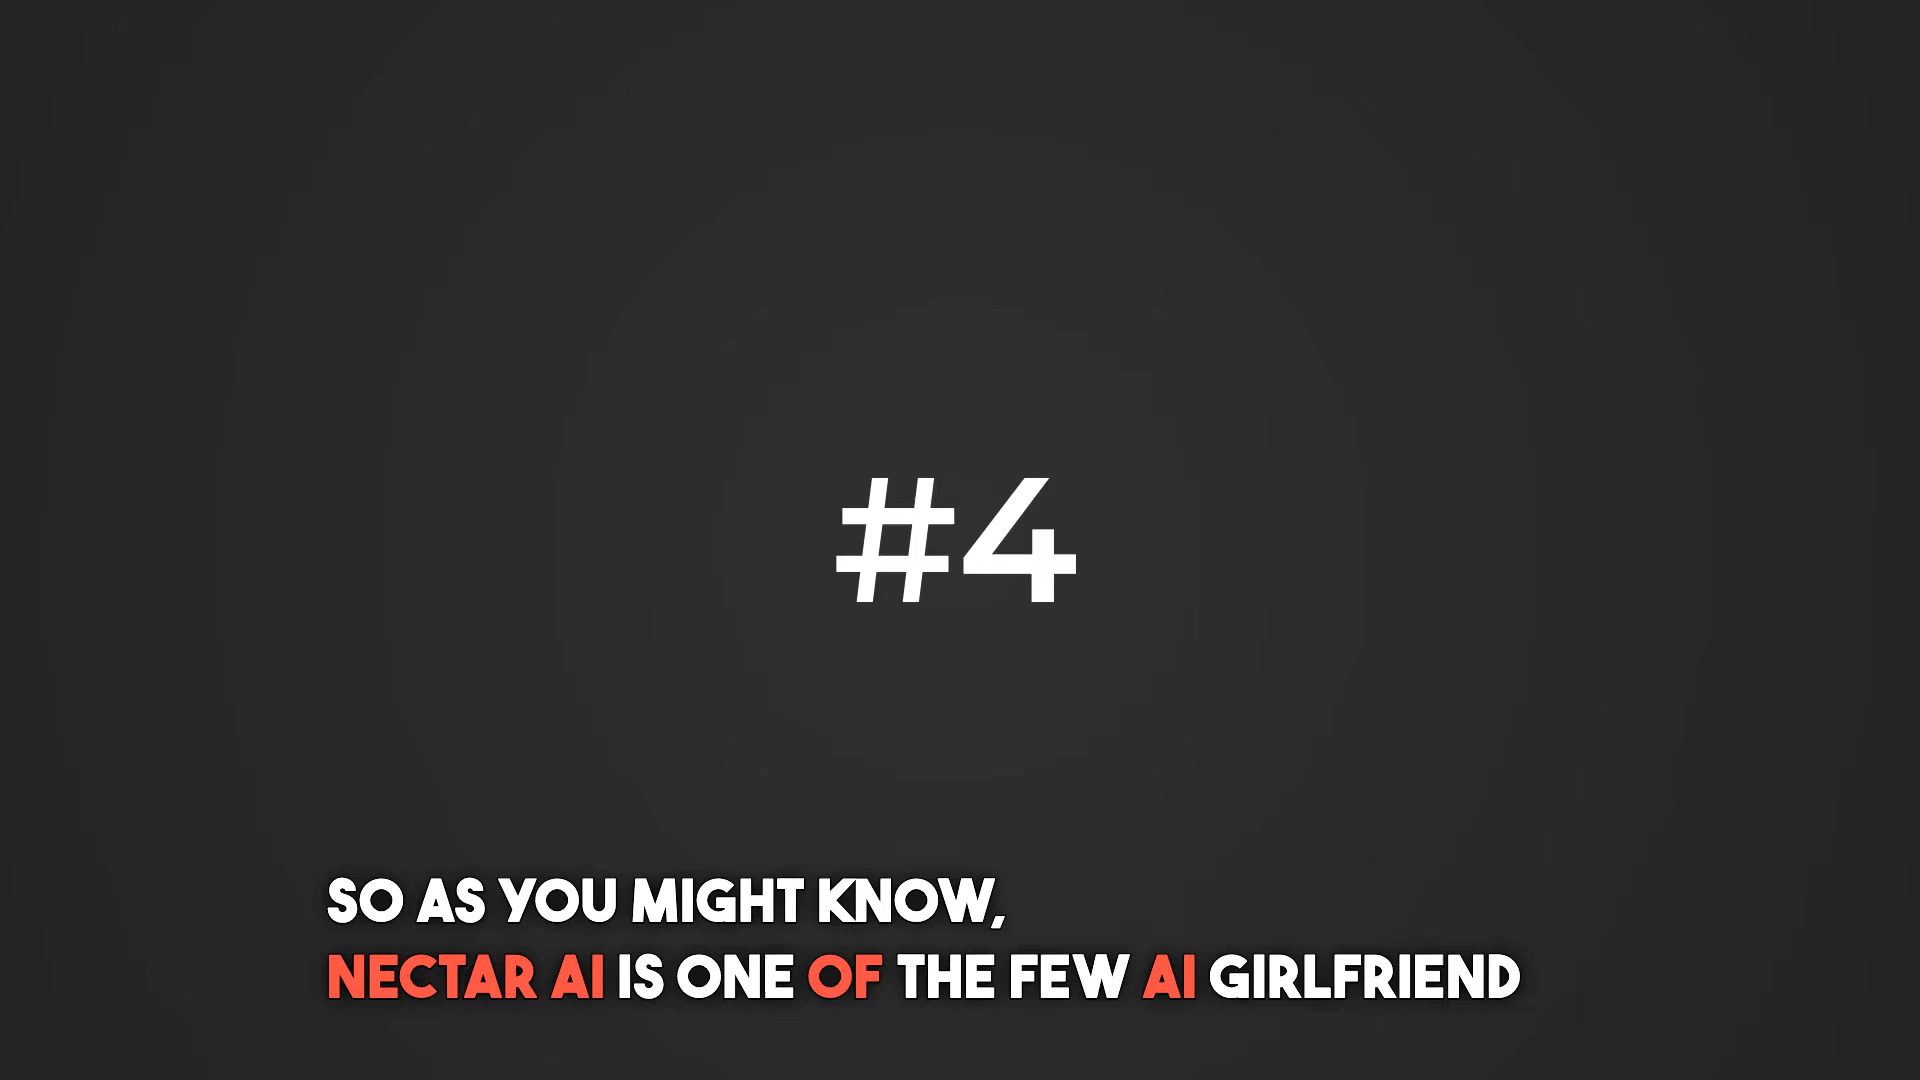 #4
SO AS YOU MIGHT KNOW,
NECTAR AI IS ONE OF THE FEW AI GIRLFRIEND